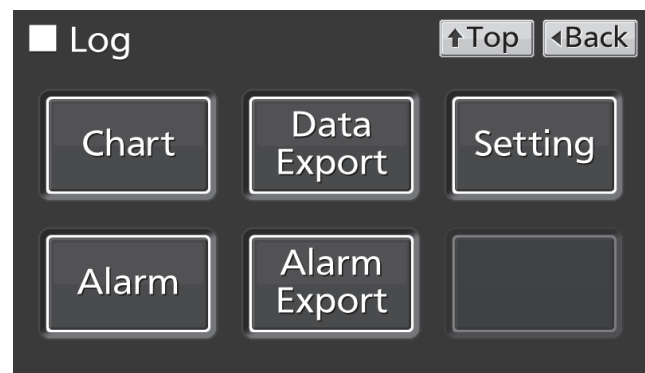 Log
↑Top
◂Back
Chart
Data
Export
Setting
Alarm
Alarm
Export